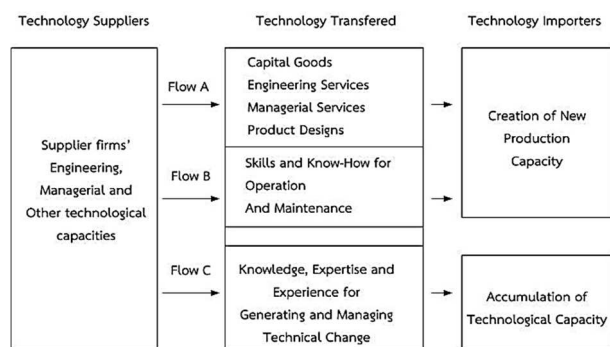 Technology Suppliers
Technology Transfered
Technology Importers
Supplier firms'
Engineering,
Managerial and
Other technological
capacities
Flow A
Capital Goods
Engineering Services
Managerial Services
Product Designs
Flow B
Skills and Know-How for
Operation
And Maintenance
Creation of New
Production
Capacity
Flow C
Knowledge, Expertise and
Experience for
Generating and Managing
Technical Change
Accumulation of
Technological Capacity